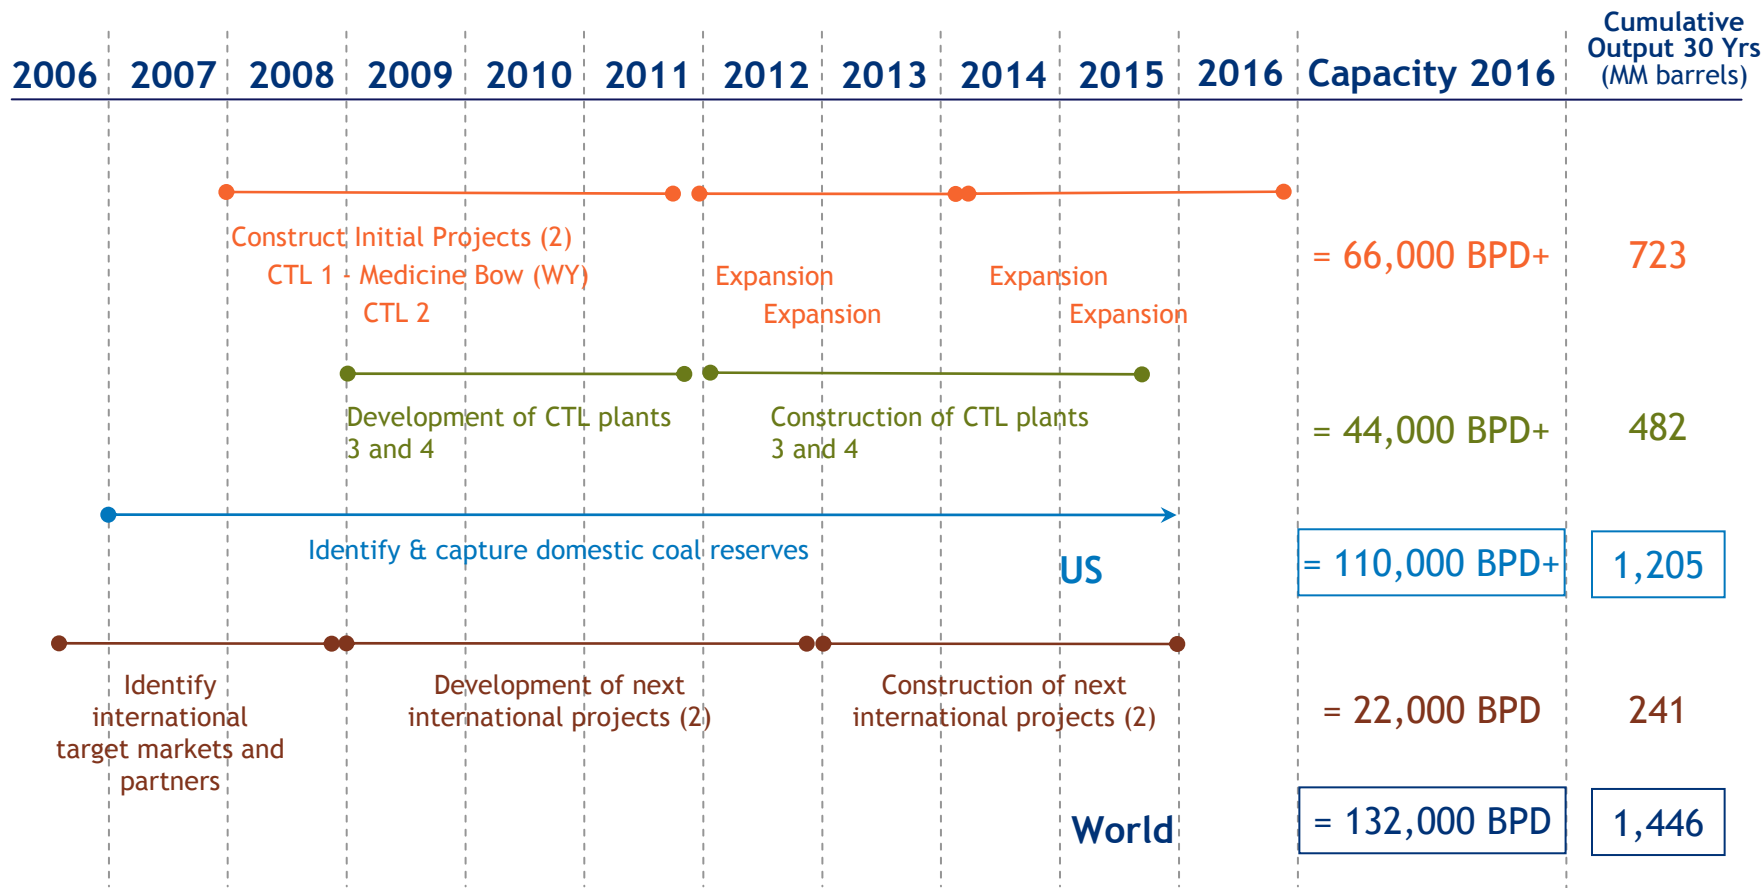 Cumulative
Output 30 Yrs
(MM barrels)
2006 2007 2008 2009 2010 2011 2012 2013 2014 2015 2016 Capacity 2016
Construct Initial Projects (2)
CTL 1 - Medicine Bow (WY)
CTL 2
Expansion
Expansion
Expansion
Expansion
= 66,000 BPD+
723
Development of CTL plants
3 and 4
Construction of CTL plants
3 and 4
= 44,000 BPD+
482
Identify & capture domestic coal reserves
US
= 110,000 BPD+
1,205
Identify
international
target markets and
partners
Development of next
international projects (2)
Construction of next
international projects (2)
= 22,000 BPD
241
World
= 132,000 BPD
1,446